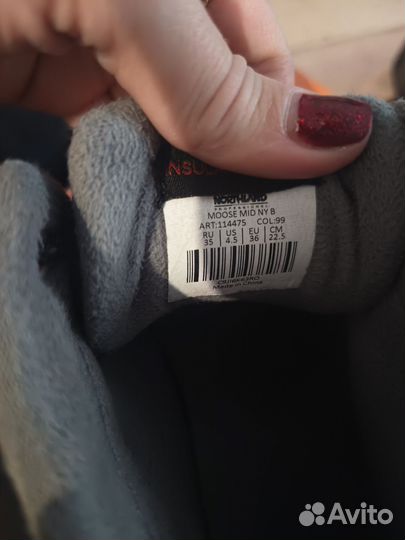 NORTHLAND
PROFESSIONAL
MOOSE MID NY B
ART:114475 COL:99
RU US EU CM
35 4.5 36 22.5
Made in China
Avito